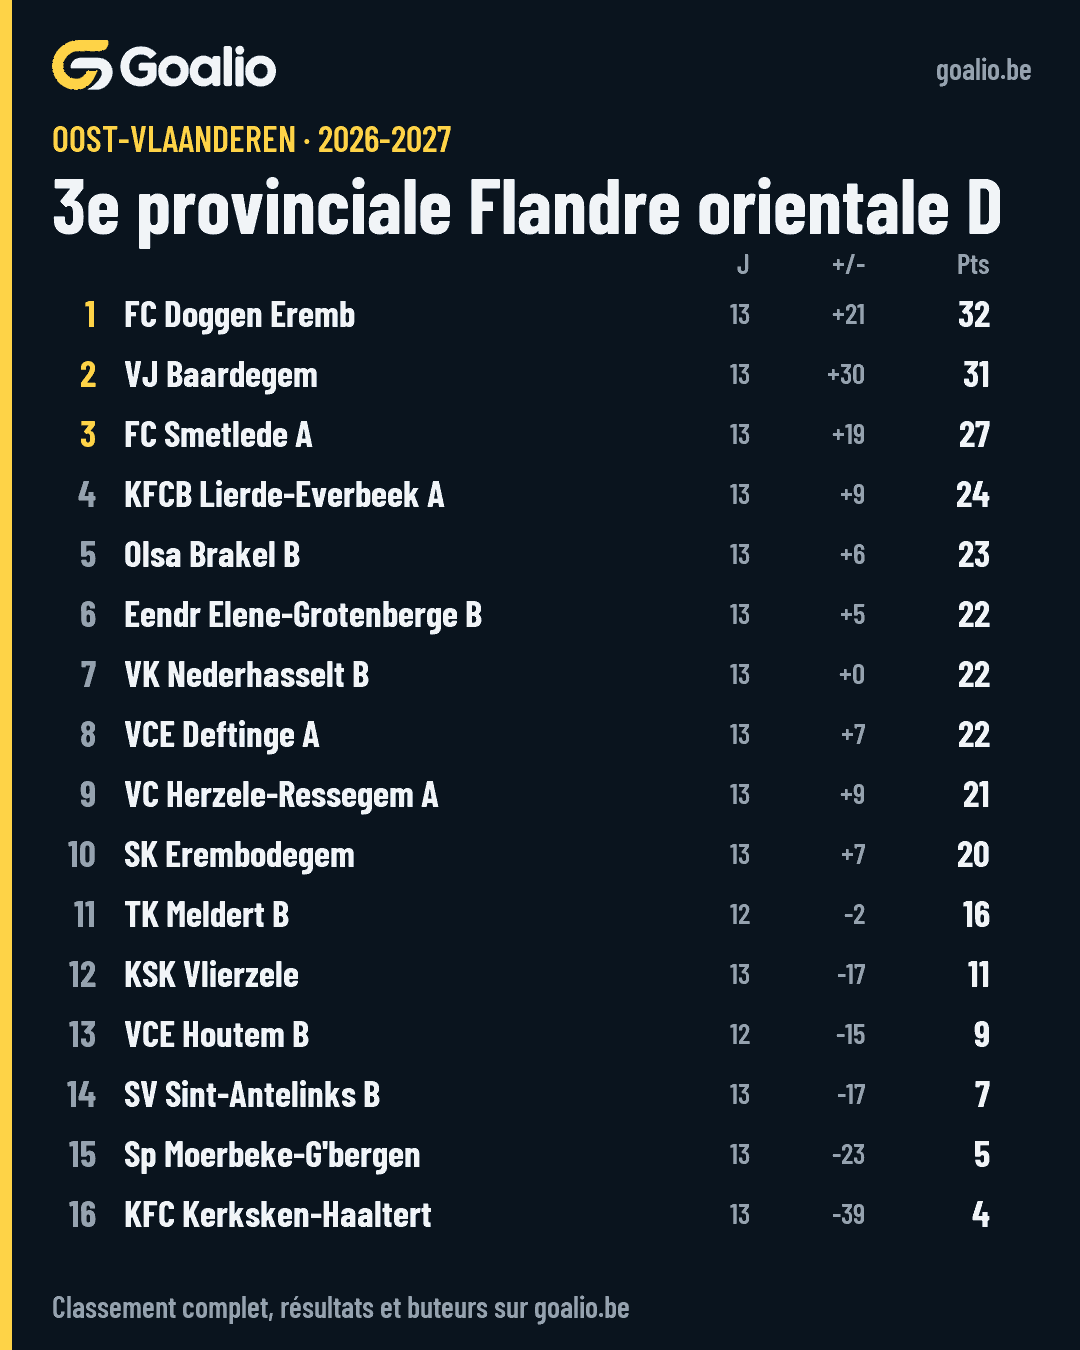 Goalio
goalio.be
OOST-VLAANDEREN · 2026-2027
3e provinciale Flandre orientale D
J +/- Pts
1 FC Doggen Eremb 13 +21 32
2 VJ Baardegem 13 +30 31
3 FC Smetlede A 13 +19 27
4 KFCB Lierde-Everbeek A 13 +9 24
5 Olsa Brakel B 13 +6 23
6 Eendr Elene-Grotenberge B 13 +5 22
7 VK Nederhasselt B 13 +0 22
8 VCE Deftinge A 13 +7 22
9 VC Herzele-Ressegem A 13 +9 21
10 SK Erembodegem 13 +7 20
11 TK Meldert B 12 -2 16
12 KSK Vlierzele 13 -17 11
13 VCE Houtem B 12 -15 9
14 SV Sint-Antelinks B 13 -17 7
15 Sp Moerbeke-G'bergen 13 -23 5
16 KFC Kerksken-Haaltert 13 -39 4
Classement complet, résultats et buteurs sur goalio.be